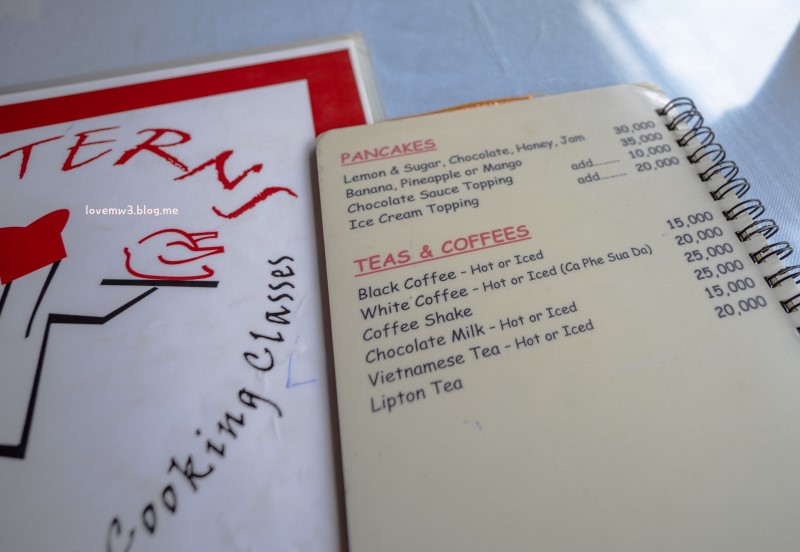 TERNS
lovemw3.blog.me
Cooking Classes
PANCAKES
Lemon & Sugar, Chocolate, Honey, Jam 30,000
Banana, Pineapple or Mango 35,000
Chocolate Sauce Topping add......... 10,000
Ice Cream Topping add......... 20,000
TEAS & COFFEES
Black Coffee - Hot or Iced 15,000
White Coffee - Hot or Iced (Ca Phe Sua Da) 20,000
Coffee Shake 25,000
Chocolate Milk - Hot or Iced 25,000
Vietnamese Tea - Hot or Iced 15,000
Lipton Tea 20,000